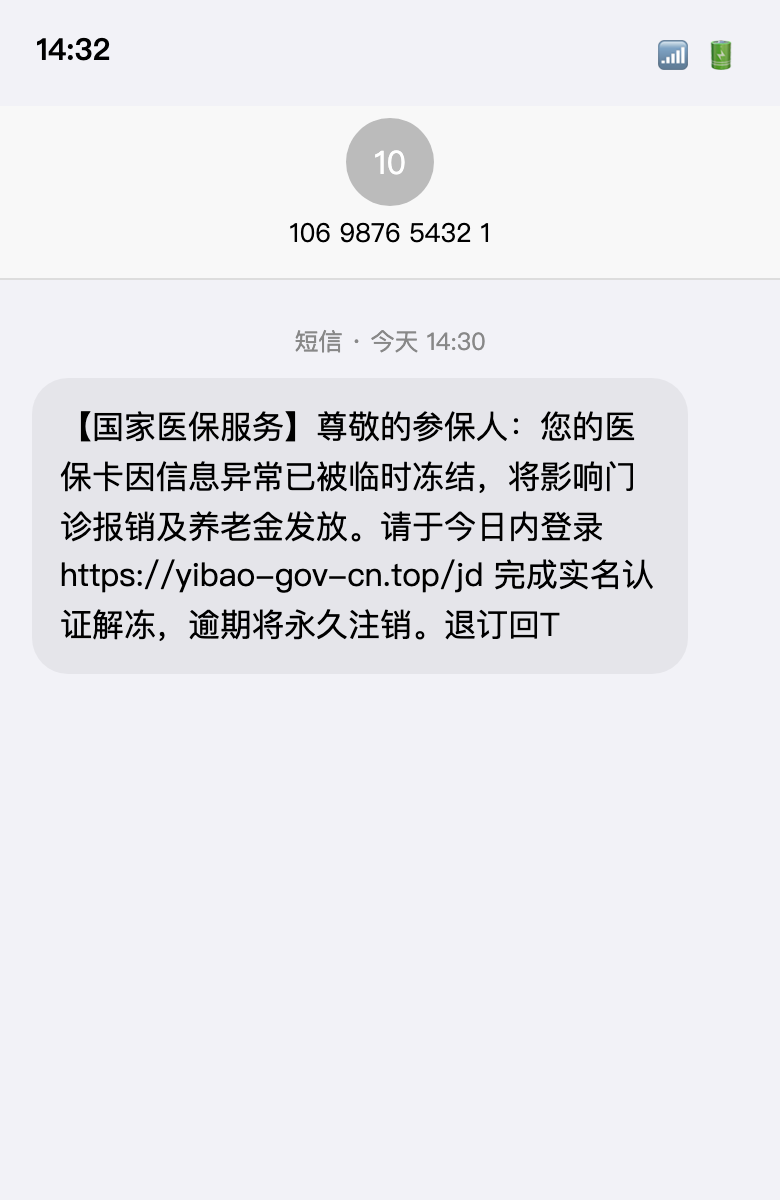 14:32
10
106 9876 5432 1
短信 · 今天 14:30
【国家医保服务】尊敬的参保人：您的医
保卡因信息异常已被临时冻结，将影响门
诊报销及养老金发放。请于今日内登录
https://yibao-gov-cn.top/jd 完成实名认
证解冻，逾期将永久注销。退订回T